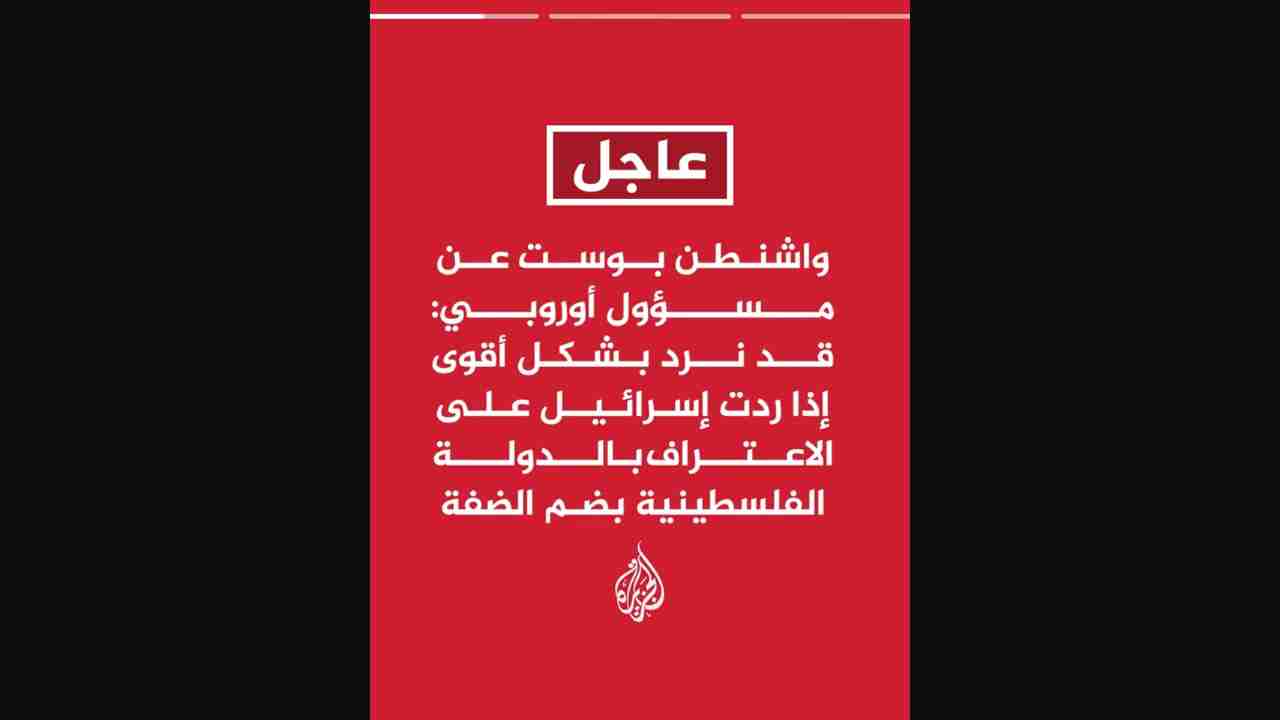 عاجل
واشنطن بوست عن
مسؤول أوروبي:
قد نرد بشكل أقوى
إذا ردت إسرائيل على
الاعتراف بالدولة
الفلسطينية بضم الضفة
الجزيرة